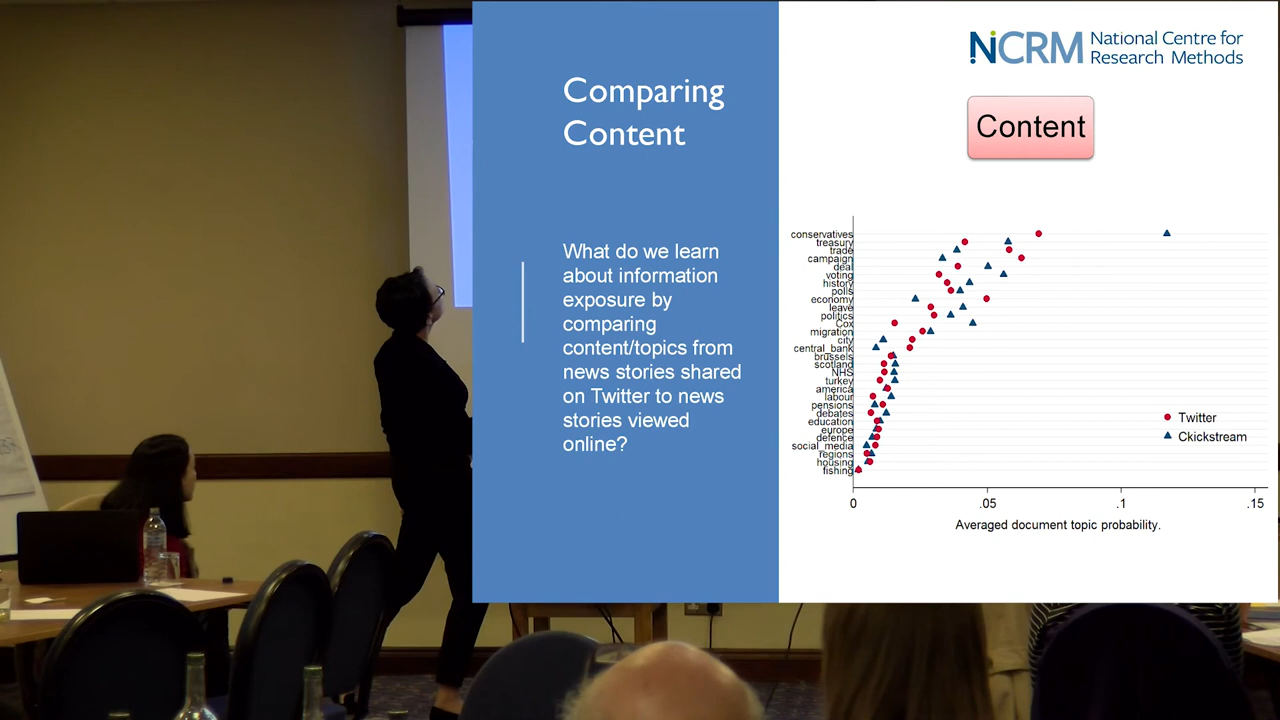 Comparing
Content
What do we learn
about information
exposure by
comparing
content/topics from
news stories shared
on Twitter to news
stories viewed
online?
NCRM National Centre for
Research Methods
Content
conservatives
treasury
trade
campaign
deal
voting
history
polls
economy
leave
politics
Cox
migration
city
central_bank
brussels
scotland
NHS
turkey
america
labour
pensions
debates
education
europe
defence
social_media
regions
housing
fishing
Twitter
Ckickstream
0 .05 .1 .15
Averaged document topic probability.